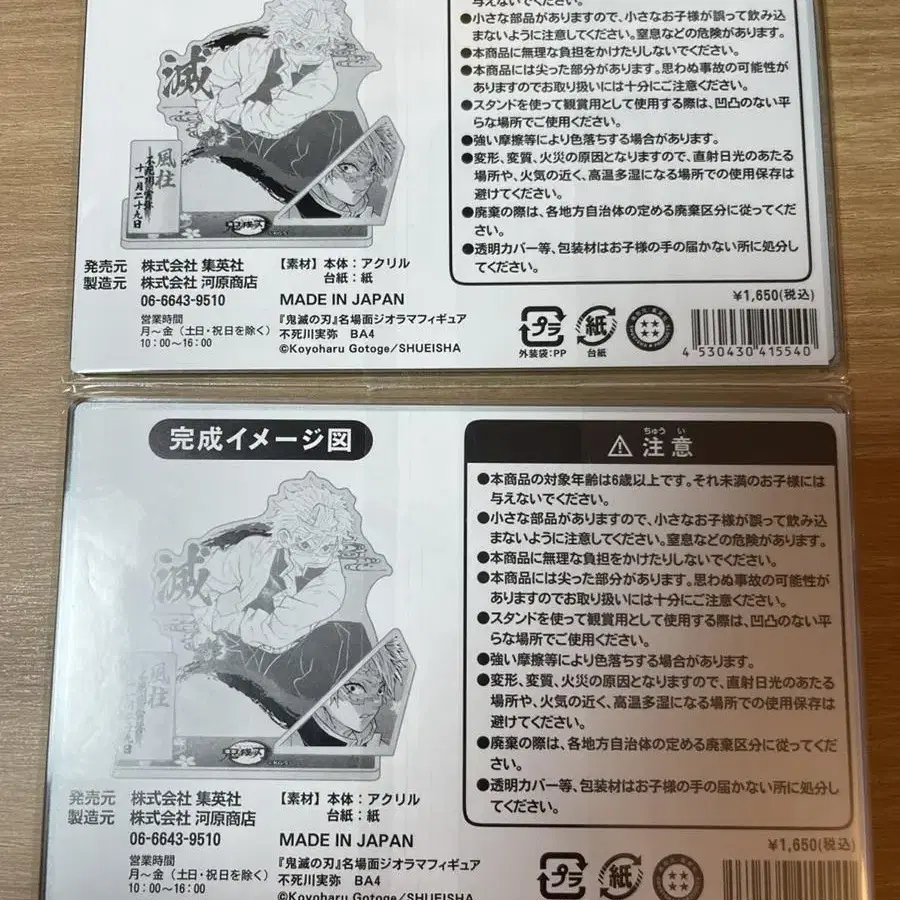 与えないでください。
●小さな部品がありますので、小さなお子様が誤って飲み込
まないように注意してください。窒息などの危険があります。
●本商品に無理な負担をかけたりしないでください。
●本商品には尖った部分があります。思わぬ事故の可能性が
ありますのでお取り扱いには十分にご注意ください。
●スタンドを使って観賞用として使用する際は、凹凸のない平
らな場所でご使用ください。
●強い摩擦等により色落ちする場合があります。
●変形、変質、火災の原因となりますので、直射日光のあたる
場所や、火気の近く、高温多湿になる場所での使用保存は
避けてください。
●廃棄の際は、各地方自治体の定める廃棄区分に従ってくだ
さい。
●透明カバー等、包装材はお子様の手の届かない所に処分し
てください。
滅
風柱
不死川実弥
十一月二十九日
鬼滅の刃
発売元 株式会社 集英社
製造元 株式会社 河原商店
06-6643-9510
営業時間
月~金(土日・祝日を除く)
10:00~16:00
【素材】本体:アクリル
台紙:紙
MADE IN JAPAN
『鬼滅の刃』名場面ジオラマフィギュア
不死川実弥 BA4
©Koyoharu Gotoge/SHUEISHA
¥1,650(税込)
プラ
外装袋:PP
紙
台紙
4 530430 415540
完成イメージ図
滅
風柱
鬼滅の刃
ちゅうい
注意
●本商品の対象年齢は6歳以上です。それ未満のお子様には
与えないでください。
●小さな部品がありますので、小さなお子様が誤って飲み込
まないように注意してください。窒息などの危険があります。
●本商品に無理な負担をかけたりしないでください。
●本商品には尖った部分があります。思わぬ事故の可能性が
ありますのでお取り扱いには十分にご注意ください。
●スタンドを使って観賞用として使用する際は、凹凸のない平
らな場所でご使用ください。
●強い摩擦等により色落ちする場合があります。
●変形、変質、火災の原因となりますので、直射日光のあたる
場所や、火気の近く、高温多湿になる場所での使用保存は
避けてください。
●廃棄の際は、各地方自治体の定める廃棄区分に従ってくだ
さい。
●透明カバー等、包装材はお子様の手の届かない所に処分し
てください。
発売元 株式会社 集英社
製造元 株式会社 河原商店
06-6643-9510
営業時間
月~金(土日・祝日を除く)
10:00~16:00
【素材】本体:アクリル
台紙:紙
MADE IN JAPAN
『鬼滅の刃』名場面ジオラマフィギュア
不死川実弥 BA4
©Koyoharu Gotoge/SHUEISHA
¥1,650(税込)
プラ
紙